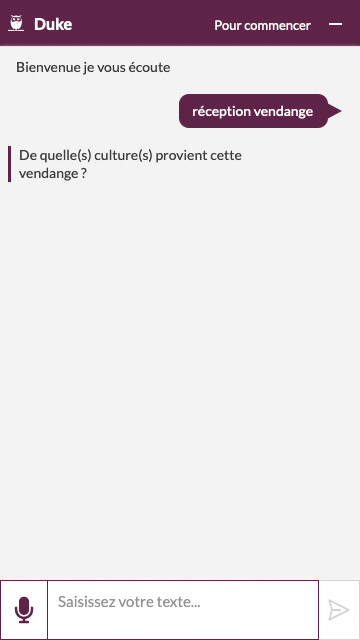 Duke
Pour commencer
Bienvenue je vous écoute
réception vendange
De quelle(s) culture(s) provient cette
vendange ?
Saisissez votre texte...